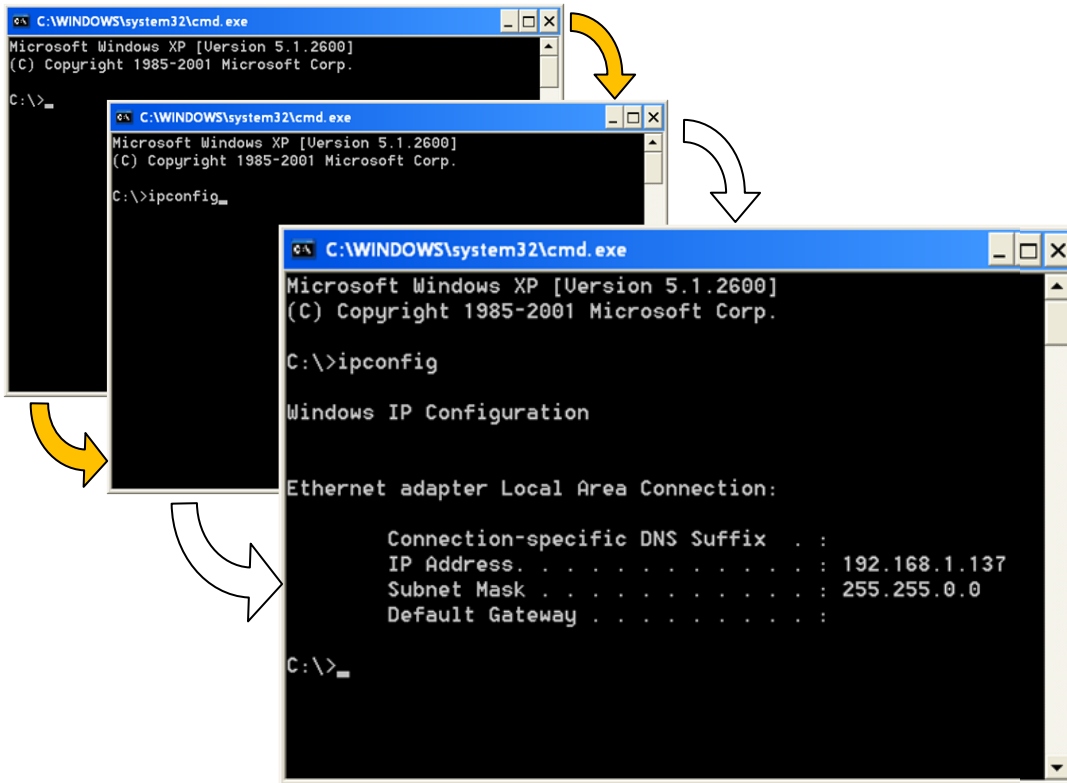 C:\WINDOWS\system32\cmd.exe
Microsoft Windows XP [Version 5.1.2600]
(C) Copyright 1985-2001 Microsoft Corp.
C:\>_
C:\WINDOWS\system32\cmd.exe
Microsoft Windows XP [Version 5.1.2600]
(C) Copyright 1985-2001 Microsoft Corp.
C:\>ipconfig_
C:\WINDOWS\system32\cmd.exe
Microsoft Windows XP [Version 5.1.2600]
(C) Copyright 1985-2001 Microsoft Corp.
C:\>ipconfig
Windows IP Configuration
Ethernet adapter Local Area Connection:
Connection-specific DNS Suffix  . :
IP Address. . . . . . . . . . . . : 192.168.1.137
Subnet Mask . . . . . . . . . . . : 255.255.0.0
Default Gateway . . . . . . . . . :
C:\>_